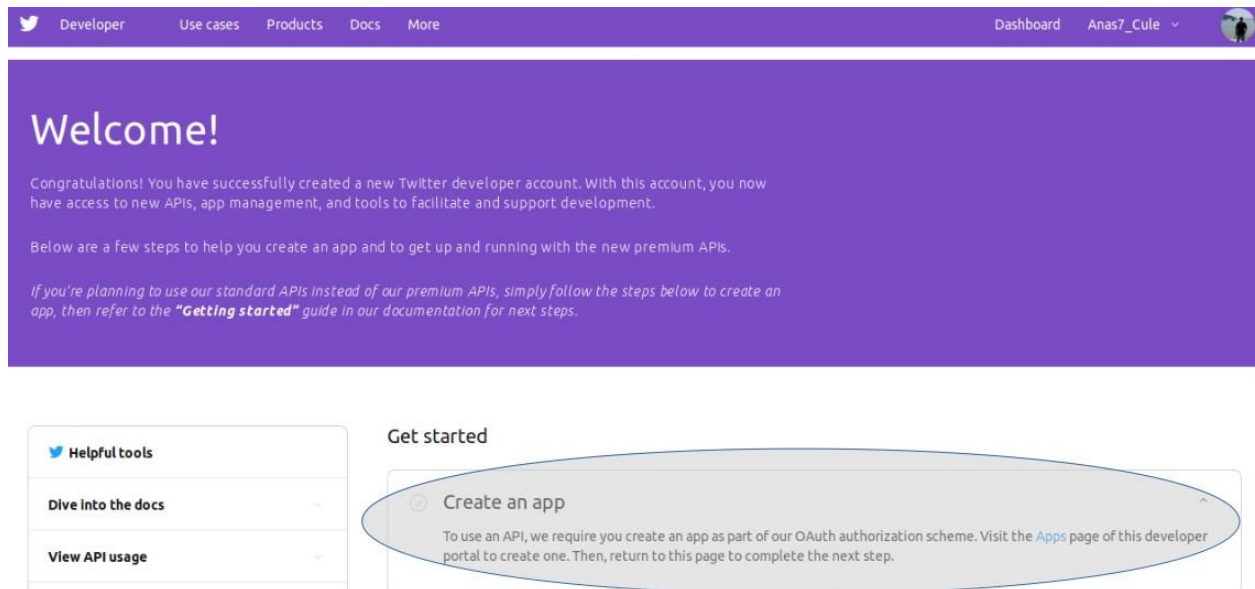 Developer Use cases Products Docs More Dashboard Anas7_Cule
Welcome!
Congratulations! You have successfully created a new Twitter developer account. With this account, you now
have access to new APIs, app management, and tools to facilitate and support development.
Below are a few steps to help you create an app and to get up and running with the new premium APIs.
If you're planning to use our standard APIs instead of our premium APIs, simply follow the steps below to create an
app, then refer to the “Getting started” guide in our documentation for next steps.
Helpful tools
Dive into the docs
View API usage
Get started
Create an app
To use an API, we require you create an app as part of our OAuth authorization scheme. Visit the Apps page of this developer
portal to create one. Then, return to this page to complete the next step.